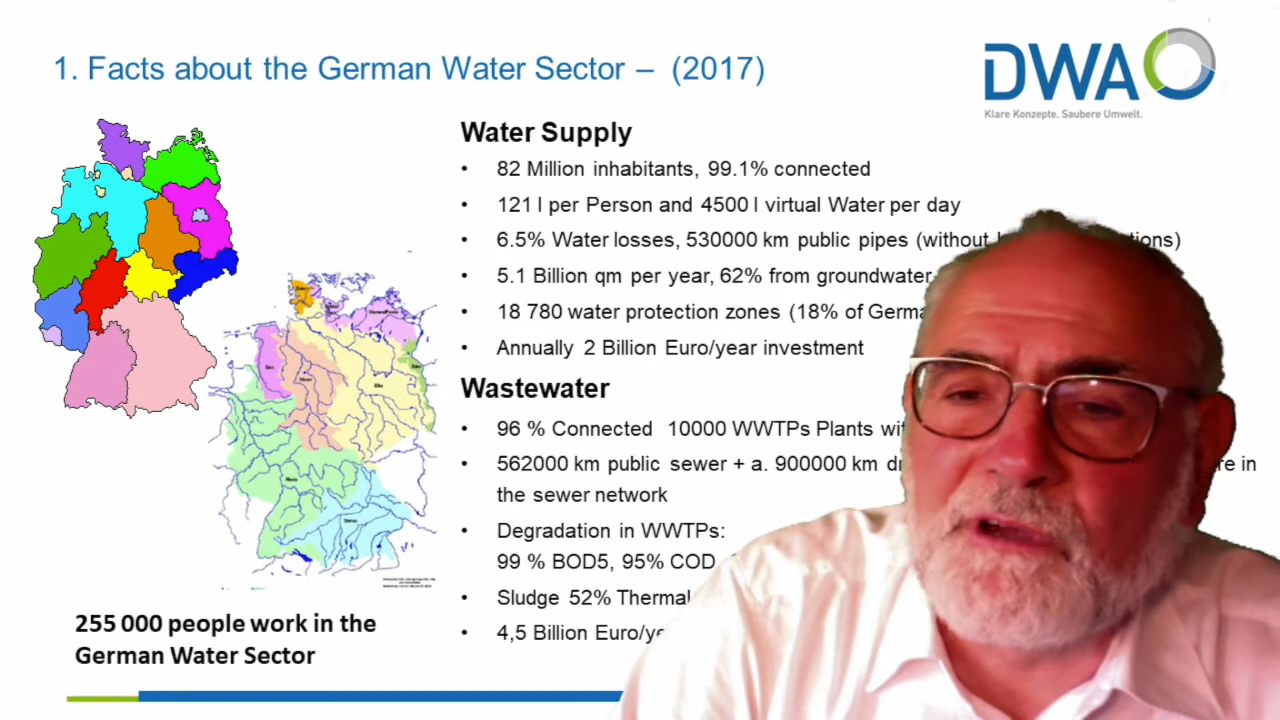 1. Facts about the German Water Sector – (2017)
DWA
Klare Konzepte. Saubere Umwelt.
Water Supply
• 82 Million inhabitants, 99.1% connected
• 121 l per Person and 4500 l virtual Water per day
• 6.5% Water losses, 530000 km public pipes (without
• 5.1 Billion qm per year, 62% from groundwater
• 18 780 water protection zones (18% of
• Annually 2 Billion Euro/year investment
Wastewater
• 96 % Connected 10000 WWTPs Plants
• 562000 km public sewer + a. 900000 km in
the sewer network
• Degradation in WWTPs:
99 % BOD5, 95% COD
• Sludge 52% Thermal
• 4,5 Billion
255 000 people work in the
German Water Sector